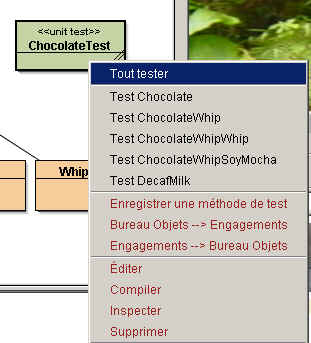 <<unit test>>
ChocolateTest
Tout tester
Test Chocolate
Test ChocolateWhip
Test ChocolateWhipWhip
Test ChocolateWhipSoyMocha
Test DecafMilk
Whip
Enregistrer une méthode de test
Bureau Objets --> Engagements
Engagements --> Bureau Objets
Éditer
Compiler
Inspecter
Supprimer